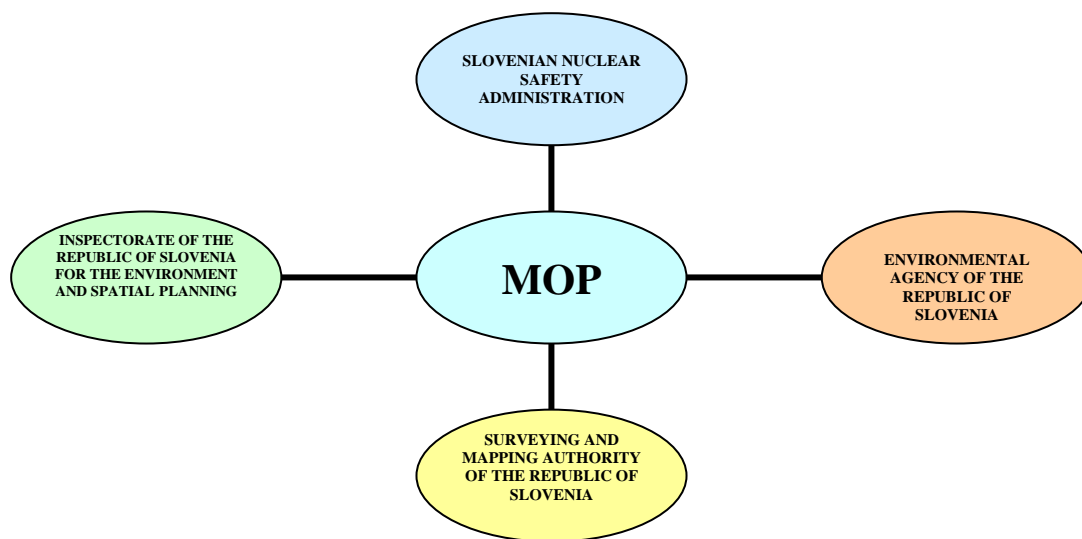 SLOVENIAN NUCLEAR
SAFETY
ADMINISTRATION
INSPECTORATE OF THE
REPUBLIC OF SLOVENIA
FOR THE ENVIRONMENT
AND SPATIAL PLANNING
MOP
ENVIRONMENTAL
AGENCY OF THE
REPUBLIC OF
SLOVENIA
SURVEYING AND
MAPPING AUTHORITY
OF THE REPUBLIC OF
SLOVENIA